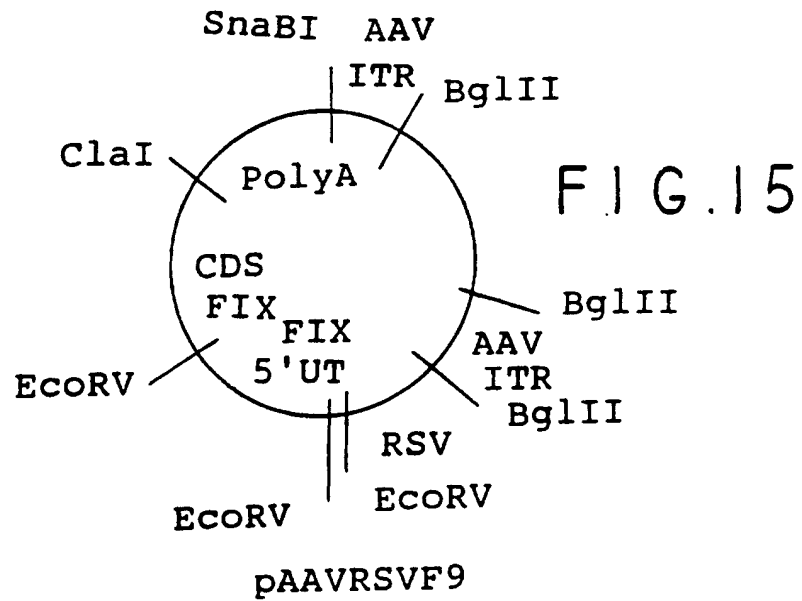 SnaBI AAV
ITR
BglII
ClaI
PolyA
FIG.15
CDS
FIX
BglII
FIX
AAV
5'UT
ITR
EcoRV
BglII
RSV
EcoRV
EcoRV
pAAVRSVF9